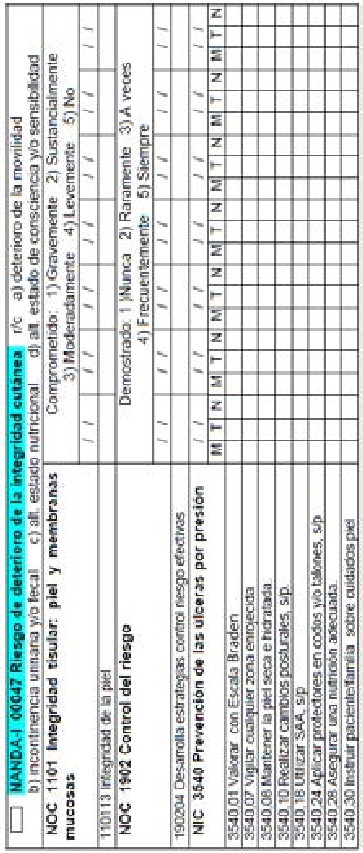 NANDA-I 00047 Riesgo de deterioro de la integridad cutánea r/c a) deterioro de la movilidad
b) incontinencia urinaria y/o fecal c) alt. estado nutricional d) alt. estado de consciencia y/o sensibilidad
NOC 1101 Integridad tisular: piel y membranas mucosas
Comprometido: 1) Gravemente 2) Sustancialmente
3) Moderadamente 4) Levemente 5) No
110113 integridad de la piel / / / / / / / / / / / / / / / /
NOC 1902 Control del riesgo
Demostrado: 1 )Nunca 2) Raramente 3) A veces
4) Frecuentemente 5) Siempre
190204 Desarrolla estrategias control riesgo efectivas / / / / / / / / / / / / / / / /
NIC 3540 Prevención de las ulceras por presión / / / / / / / / / / / / / / / /
M T N M T N M T N M T N M T N M T N M T N M T N
3540.01 Valorar con Escala Braden
3540.07 Vigilar cualquier zona enrojecida
3540.08 Mantener la piel seca e hidratada
3540.10 Realizar cambios posturales, s/p
3540.16 Utilizar SAA, s/p
3540.24 Aplicar protectores en codos y/o talones, s/p
3540.28 Asegurar una nutrición adecuada
3540.30 Instruir paciente/familia sobre cuidados piel